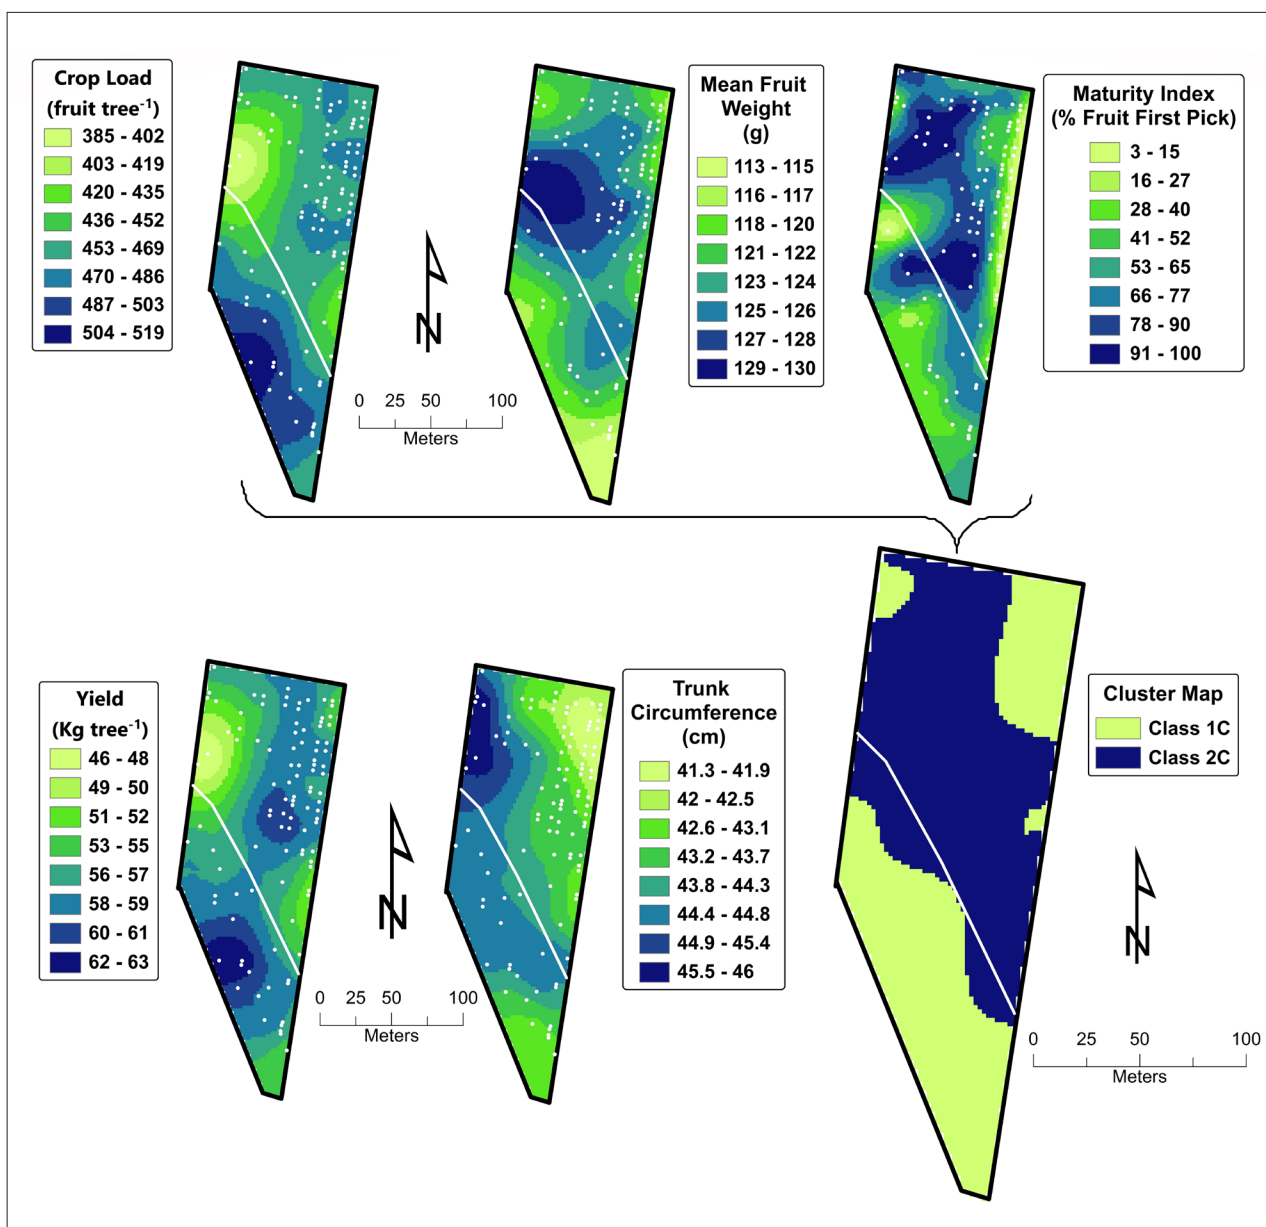 Crop Load
(fruit tree⁻¹)
385 - 402
403 - 419
420 - 435
436 - 452
453 - 469
470 - 486
487 - 503
504 - 519
N
0 25 50 100
Meters
Mean Fruit
Weight
(g)
113 - 115
116 - 117
118 - 120
121 - 122
123 - 124
125 - 126
127 - 128
129 - 130
Maturity Index
(% Fruit First Pick)
3 - 15
16 - 27
28 - 40
41 - 52
53 - 65
66 - 77
78 - 90
91 - 100
Yield
(Kg tree⁻¹)
46 - 48
49 - 50
51 - 52
53 - 55
56 - 57
58 - 59
60 - 61
62 - 63
N
0 25 50 100
Meters
Trunk
Circumference
(cm)
41.3 - 41.9
42 - 42.5
42.6 - 43.1
43.2 - 43.7
43.8 - 44.3
44.4 - 44.8
44.9 - 45.4
45.5 - 46
Cluster Map
Class 1C
Class 2C
N
0 25 50 100
Meters